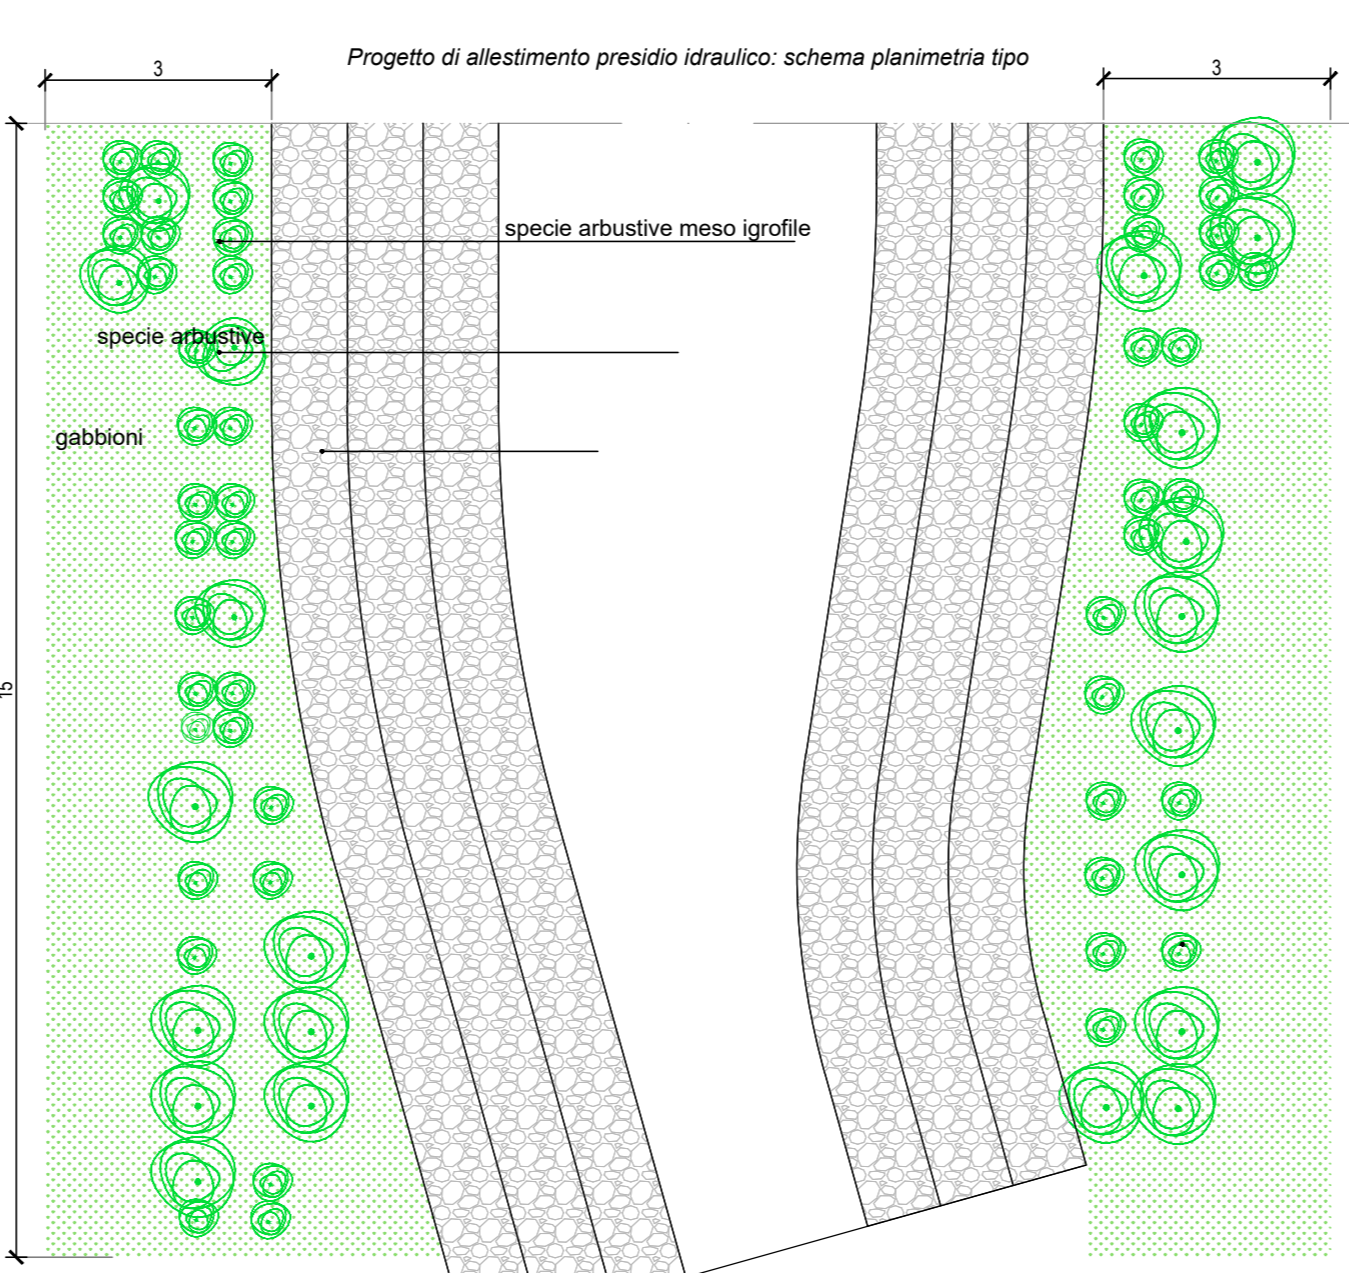 Progetto di allestimento presidio idraulico: schema planimetria tipo
3
3
specie arbustive meso igrofile
specie arbustive
gabbioni
15